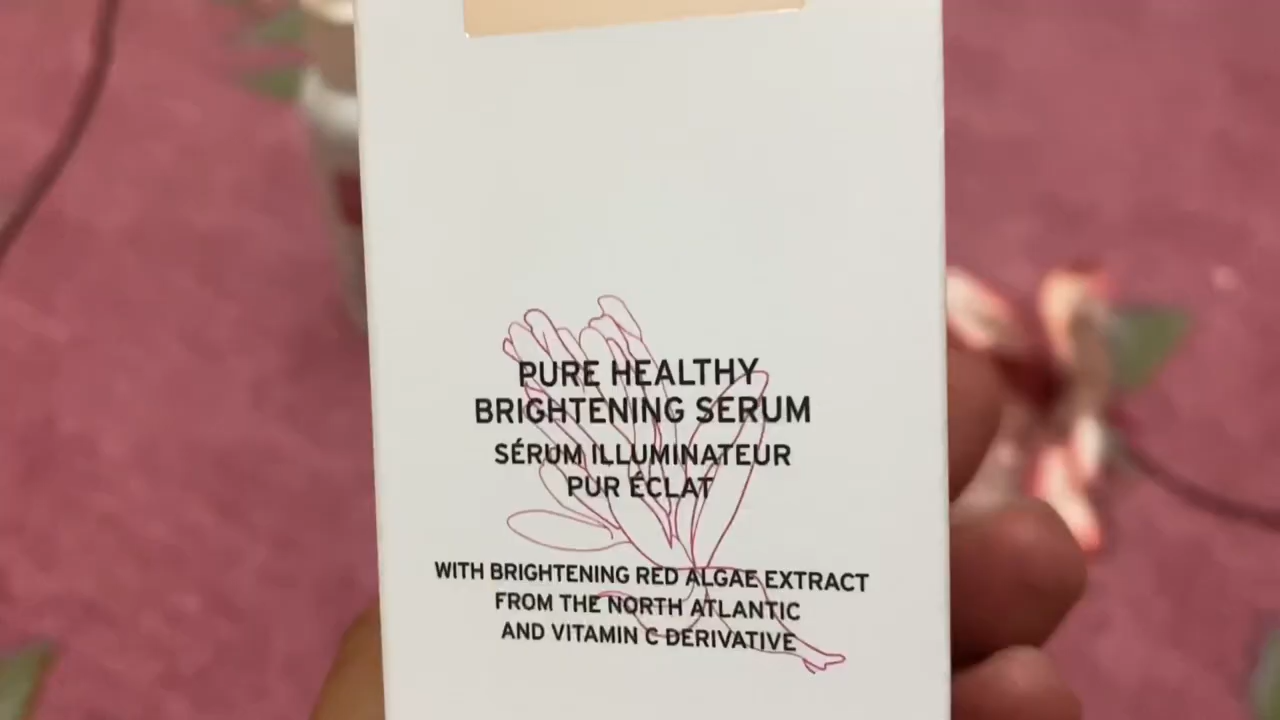 PURE HEALTHY
BRIGHTENING SERUM
SÉRUM ILLUMINATEUR
PUR ÉCLAT
WITH BRIGHTENING RED ALGAE EXTRACT
FROM THE NORTH ATLANTIC
AND VITAMIN C DERIVATIVE